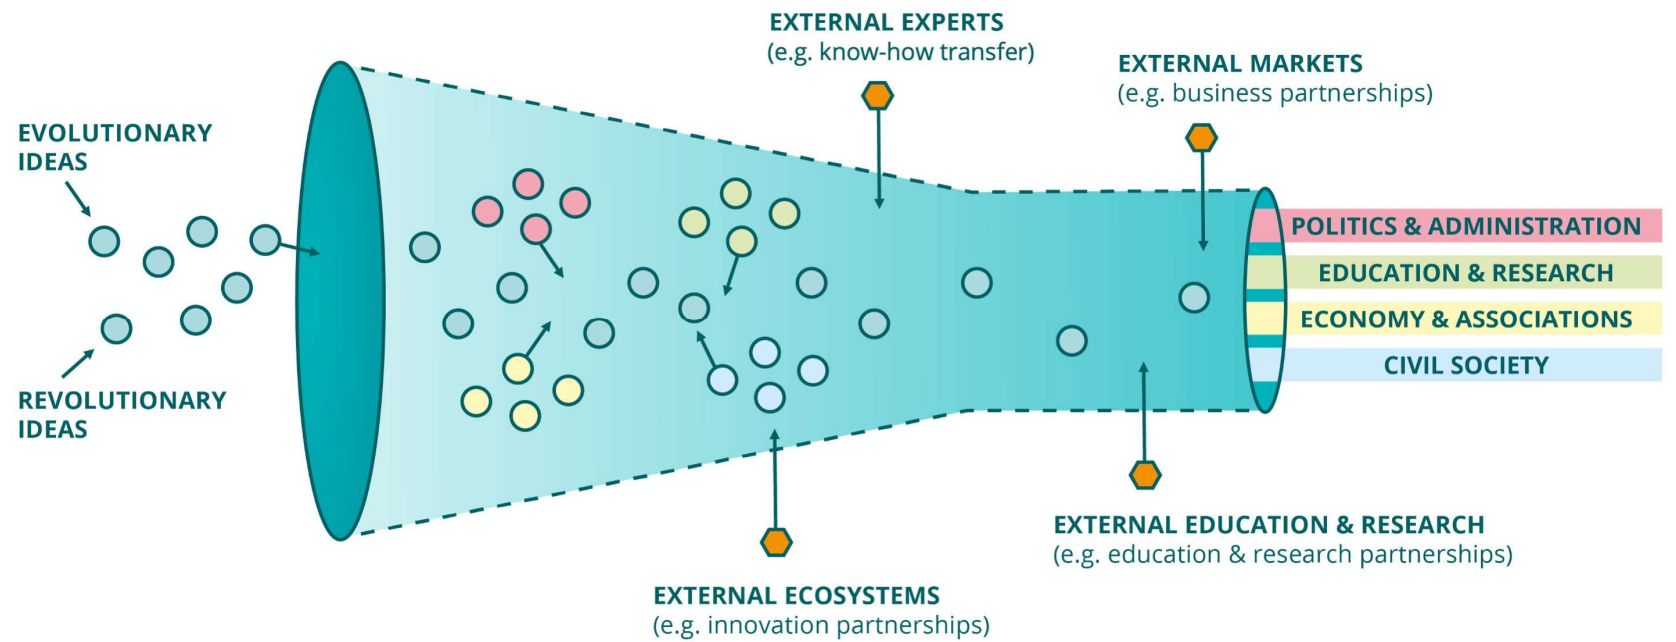 EXTERNAL EXPERTS
(e.g. know-how transfer)
EXTERNAL MARKETS
(e.g. business partnerships)
EVOLUTIONARY
IDEAS
REVOLUTIONARY
IDEAS
POLITICS & ADMINISTRATION
EDUCATION & RESEARCH
ECONOMY & ASSOCIATIONS
CIVIL SOCIETY
EXTERNAL EDUCATION & RESEARCH
(e.g. education & research partnerships)
EXTERNAL ECOSYSTEMS
(e.g. innovation partnerships)